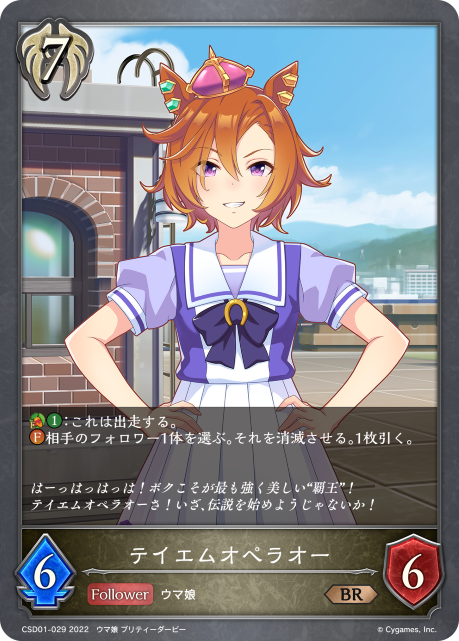 7
1：これは出走する。
F 相手のフォロワー1体を選ぶ。それを消滅させる。1枚引く。
はーっはっはっは！ボクこそが最も強く美しい“覇王”！
テイエムオペラオーさ！いざ、伝説を始めようじゃないか！
テイエムオペラオー
6
Follower ウマ娘
BR
6
CSD01-029 2022 ウマ娘 プリティーダービー
© Cygames, Inc.